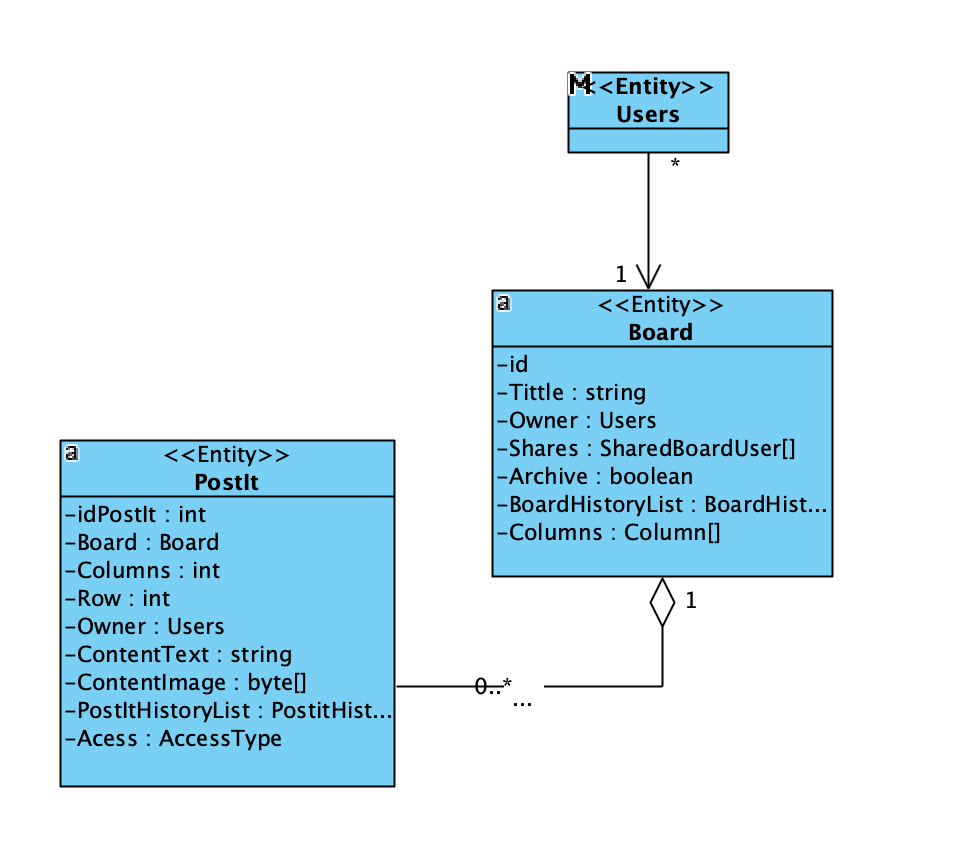 M
<<Entity>>
Users
*
1
a
<<Entity>>
Board
-id
-Tittle : string
-Owner : Users
-Shares : SharedBoardUser[]
-Archive : boolean
-BoardHistoryList : BoardHist...
-Columns : Column[]
1
a
<<Entity>>
PostIt
-idPostIt : int
-Board : Board
-Columns : int
-Row : int
-Owner : Users
-ContentText : string
-ContentImage : byte[]
-PostItHistoryList : PostitHist...
-Acess : AccessType
0..*
...